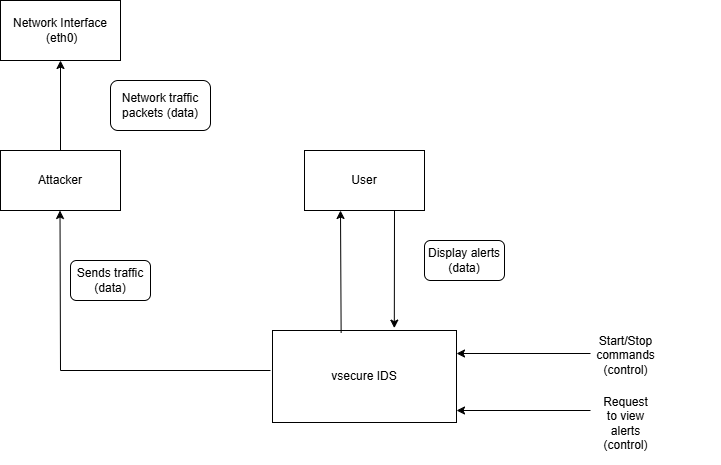 Network Interface
(eth0)
Network traffic
packets (data)
Attacker
User
Display alerts
(data)
Sends traffic
(data)
Start/Stop
commands
(control)
vsecure IDS
Request
to view
alerts
(control)